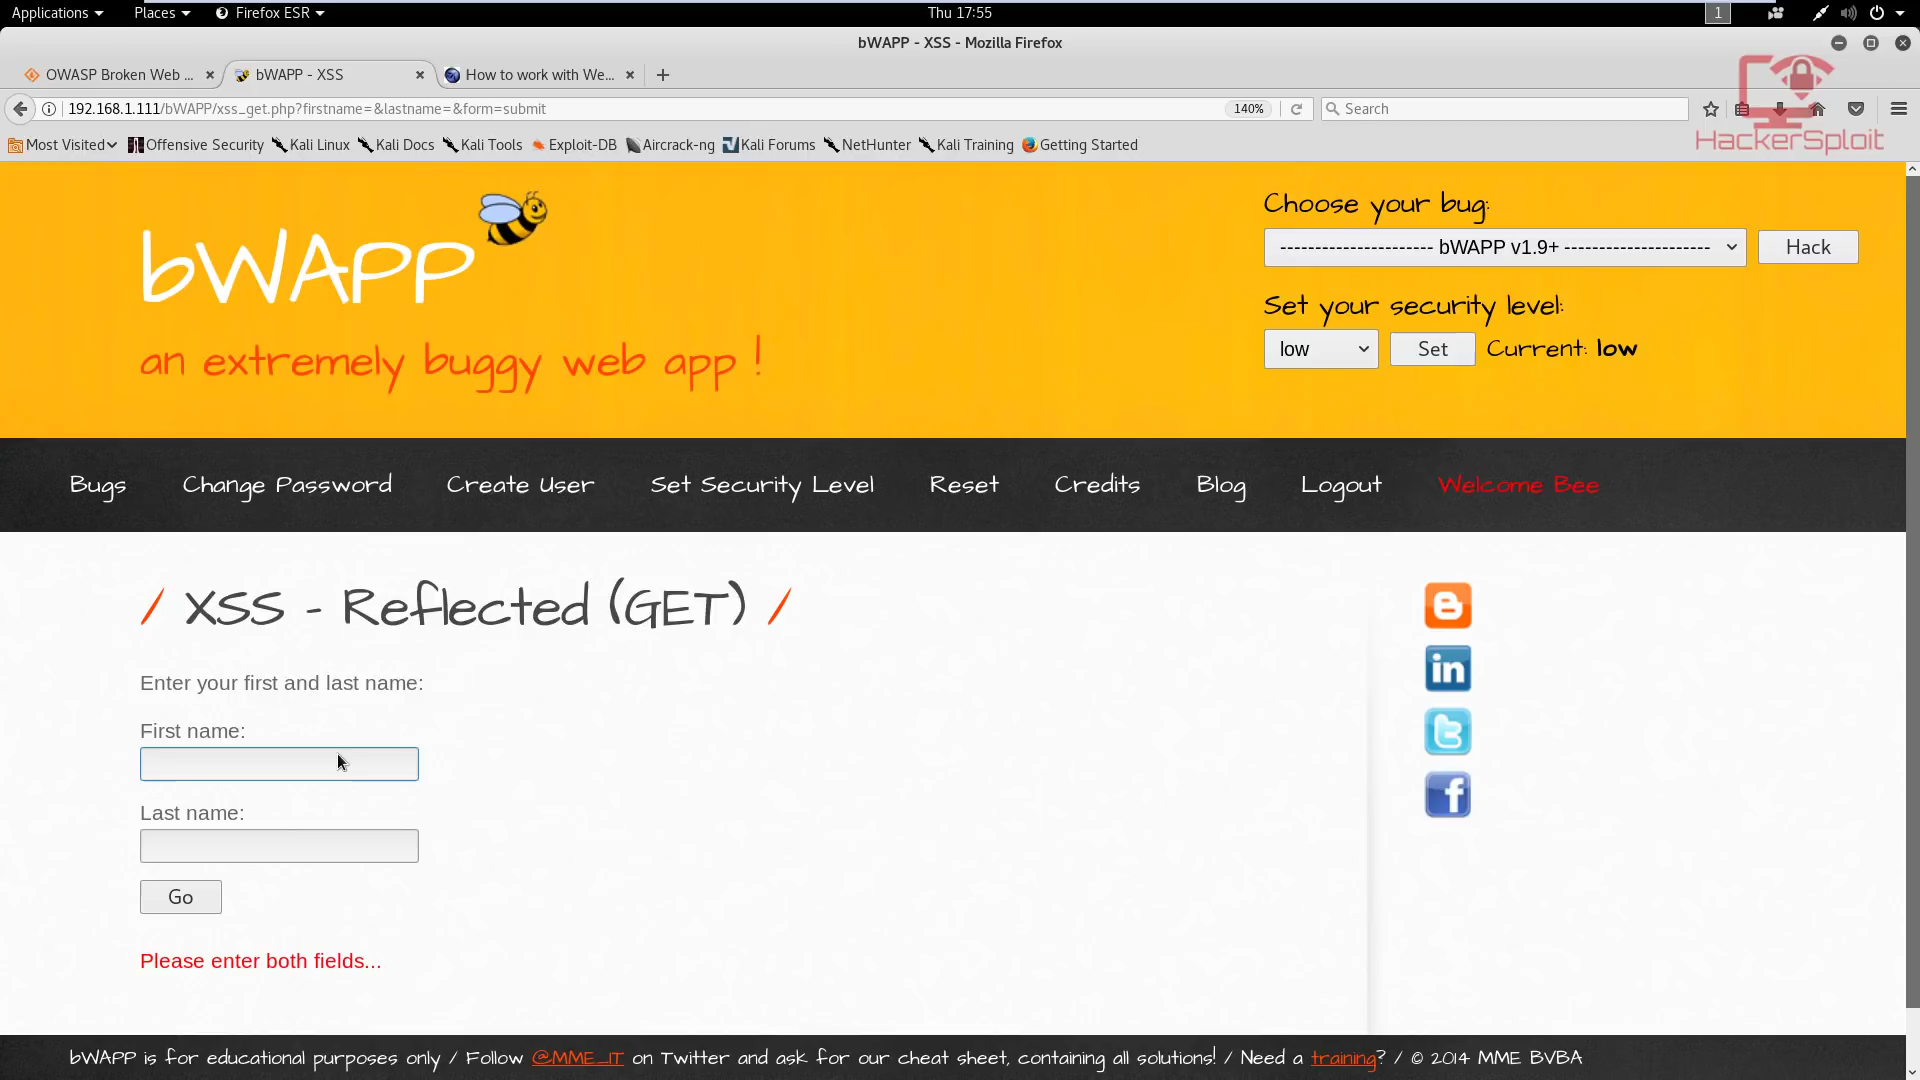 Applications Places Firefox ESR Thu 17:55 1
bWAPP - XSS - Mozilla Firefox
OWASP Broken Web ... bWAPP - XSS How to work with We...
192.168.1.111/bWAPP/xss_get.php?firstname=&lastname=&form=submit 140% Search
Most Visited Offensive Security Kali Linux Kali Docs Kali Tools Exploit-DB Aircrack-ng Kali Forums NetHunter Kali Training Getting Started
HackerSploit
bWAPP
an extremely buggy web app !
Choose your bug:
---------------------- bWAPP v1.9+ --------------------- Hack
Set your security level:
low Set Current: low
Bugs Change Password Create User Set Security Level Reset Credits Blog Logout Welcome Bee
/ XSS - Reflected (GET) /
Enter your first and last name:
First name:
Last name:
Go
Please enter both fields...
bWAPP is for educational purposes only / Follow @MME_IT on Twitter and ask for our cheat sheet, containing all solutions! / Need a training? / © 2014 MME BVBA